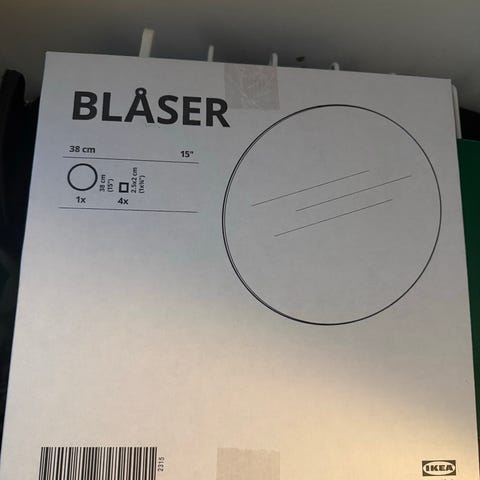 BLÅSER
38 cm 15"
38 cm
(15")
2.5x2 cm
(1x¾")
1x 4x
2315
IKEA